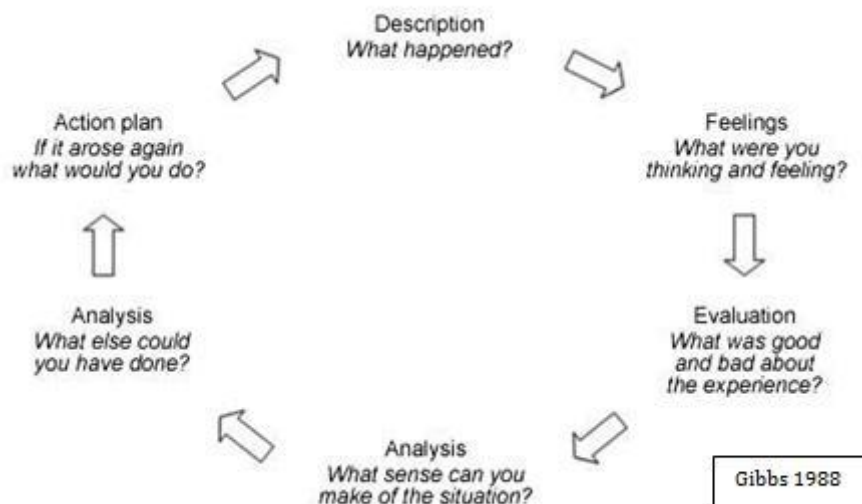 Description
What happened?
Feelings
What were you
thinking and feeling?
Evaluation
What was good
and bad about
the experience?
Analysis
What sense can you
make of the situation?
Analysis
What else could
you have done?
Action plan
If it arose again
what would you do?
Gibbs 1988